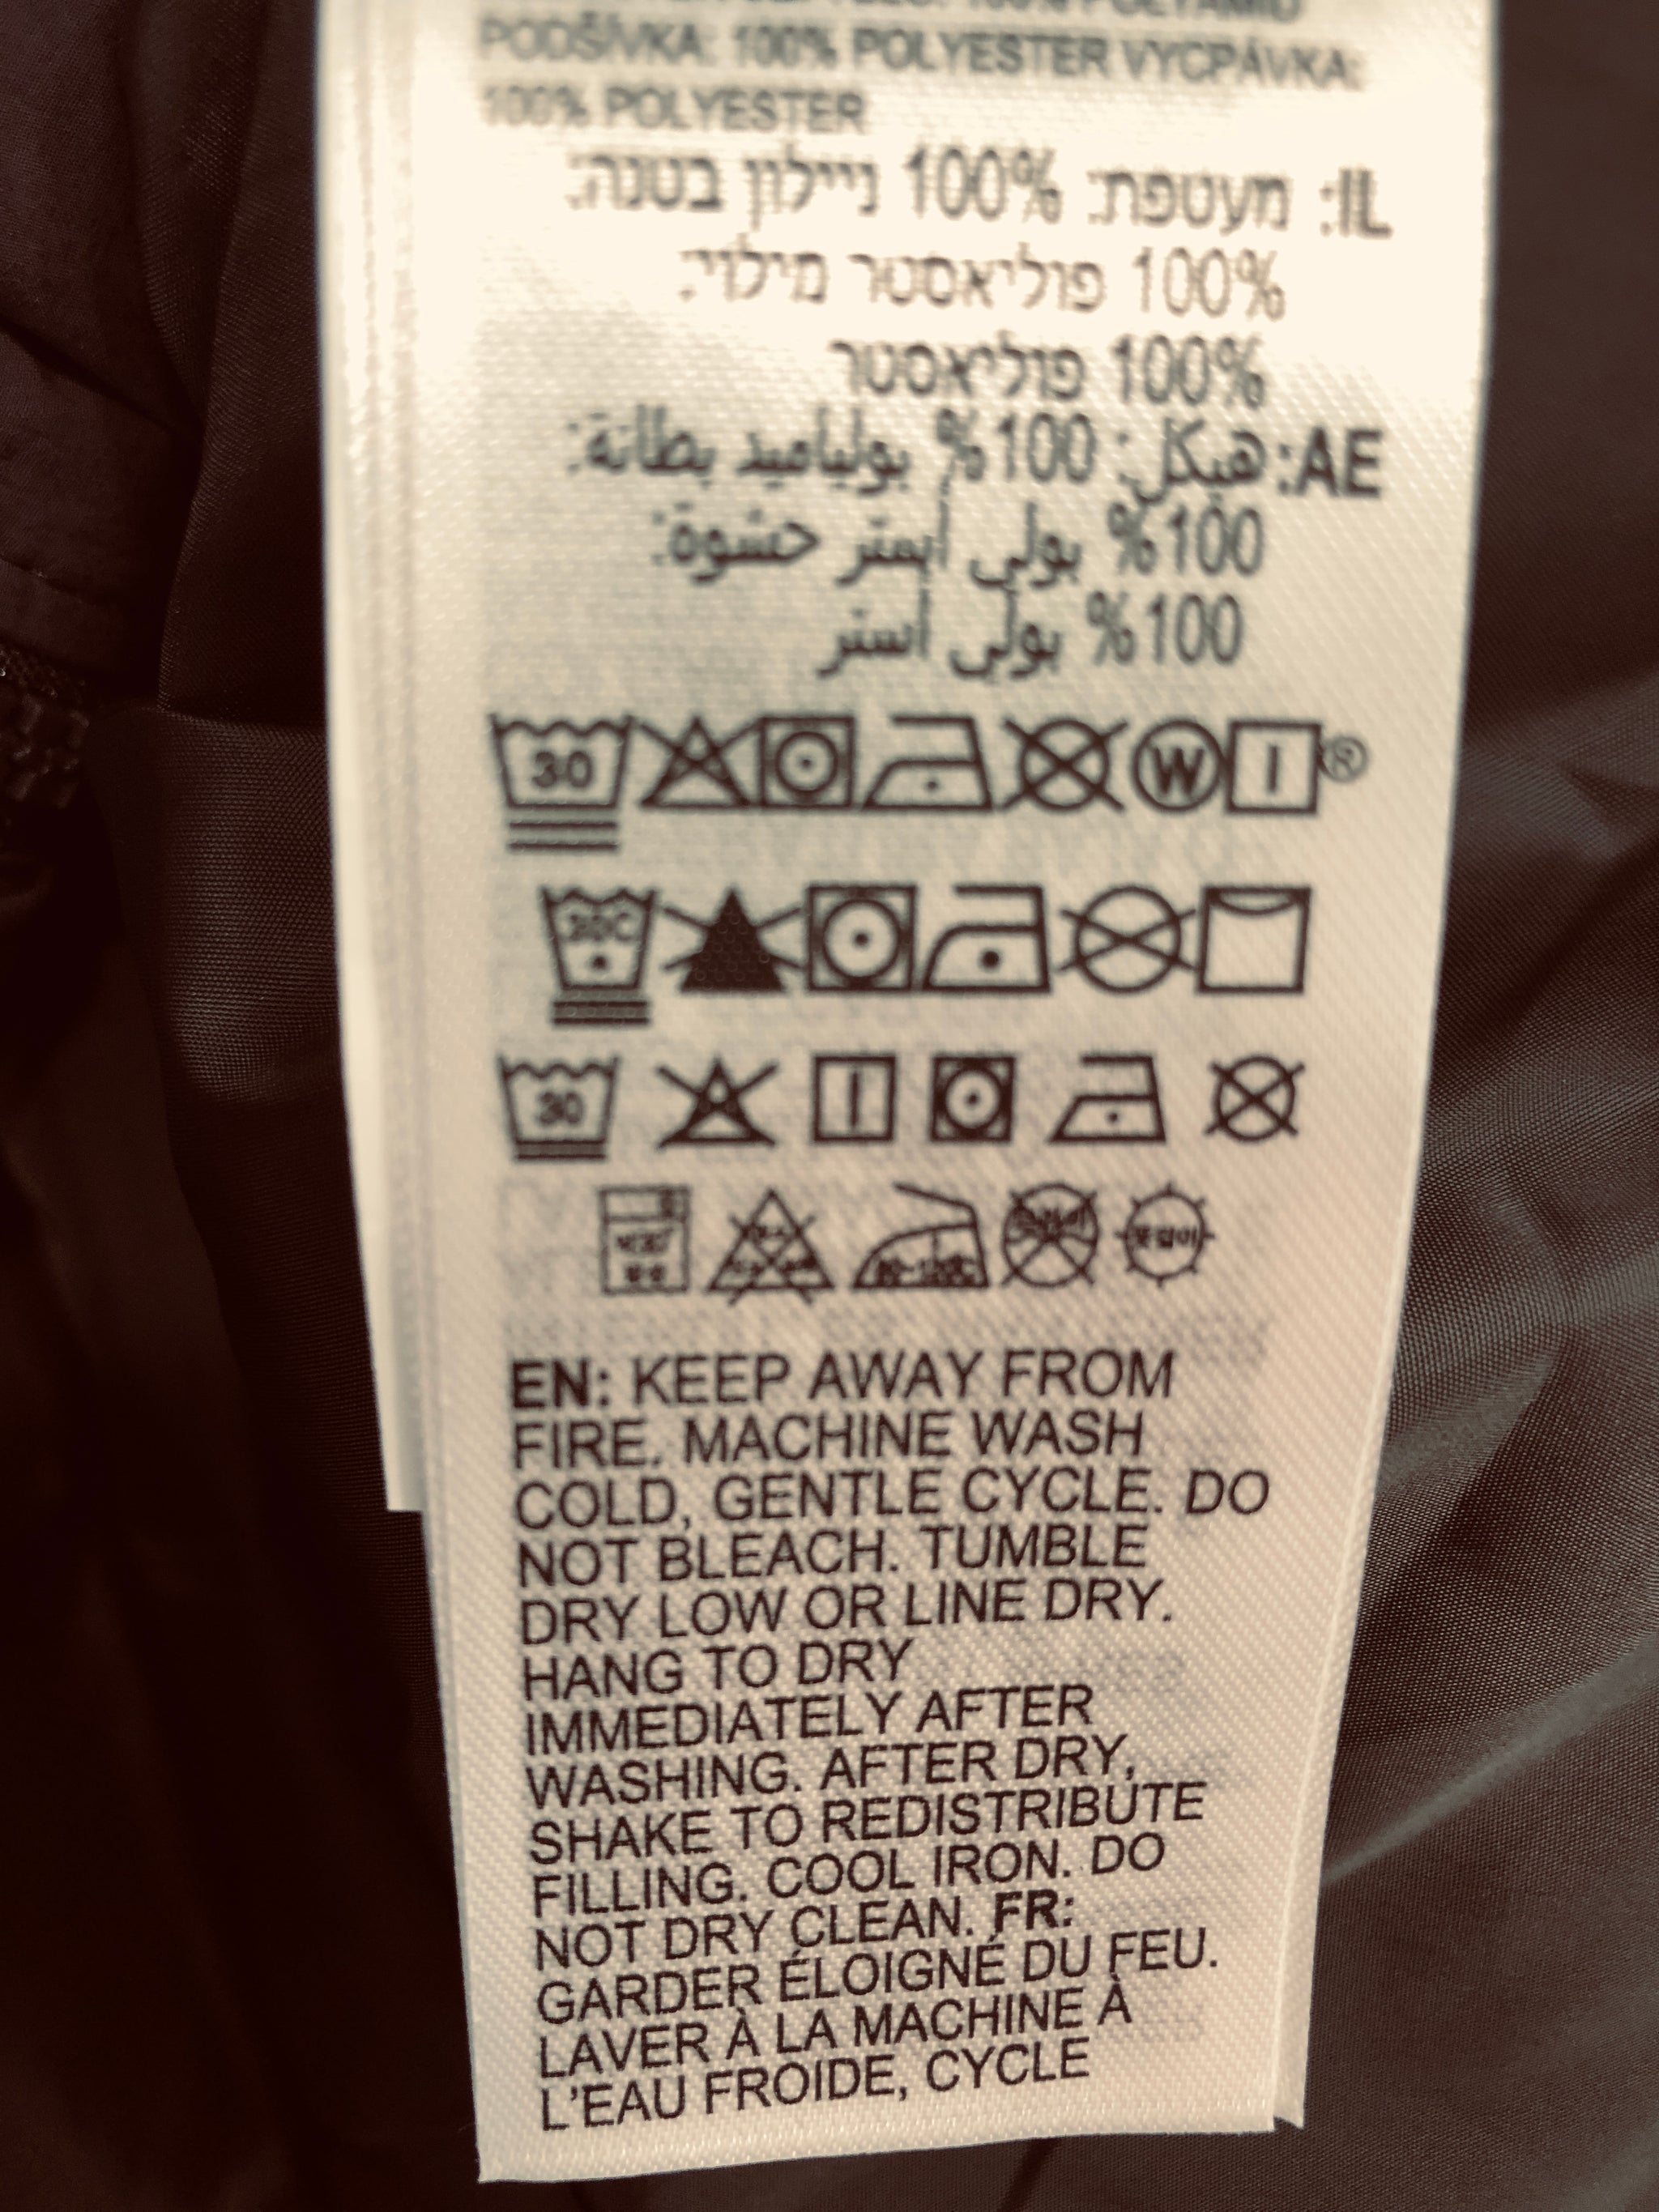 100% POLYAMID
PODŠÍVKA: 100% POLYESTER VYCPÁVKA:
100% POLYESTER
IL: מעטפת: 100% ניילון בטנה:
100% פוליאסטר מילוי:
100% פוליאסטר
AE: هيكل: 100% بولياميد بطانة:
100% بولي أيستر حشوة:
100% بولي استر
30 W ®
30C
30
EN: KEEP AWAY FROM
FIRE. MACHINE WASH
COLD, GENTLE CYCLE. DO
NOT BLEACH. TUMBLE
DRY LOW OR LINE DRY.
HANG TO DRY
IMMEDIATELY AFTER
WASHING. AFTER DRY,
SHAKE TO REDISTRIBUTE
FILLING. COOL IRON. DO
NOT DRY CLEAN. FR:
GARDER ÉLOIGNÉ DU FEU.
LAVER À LA MACHINE À
L'EAU FROIDE, CYCLE